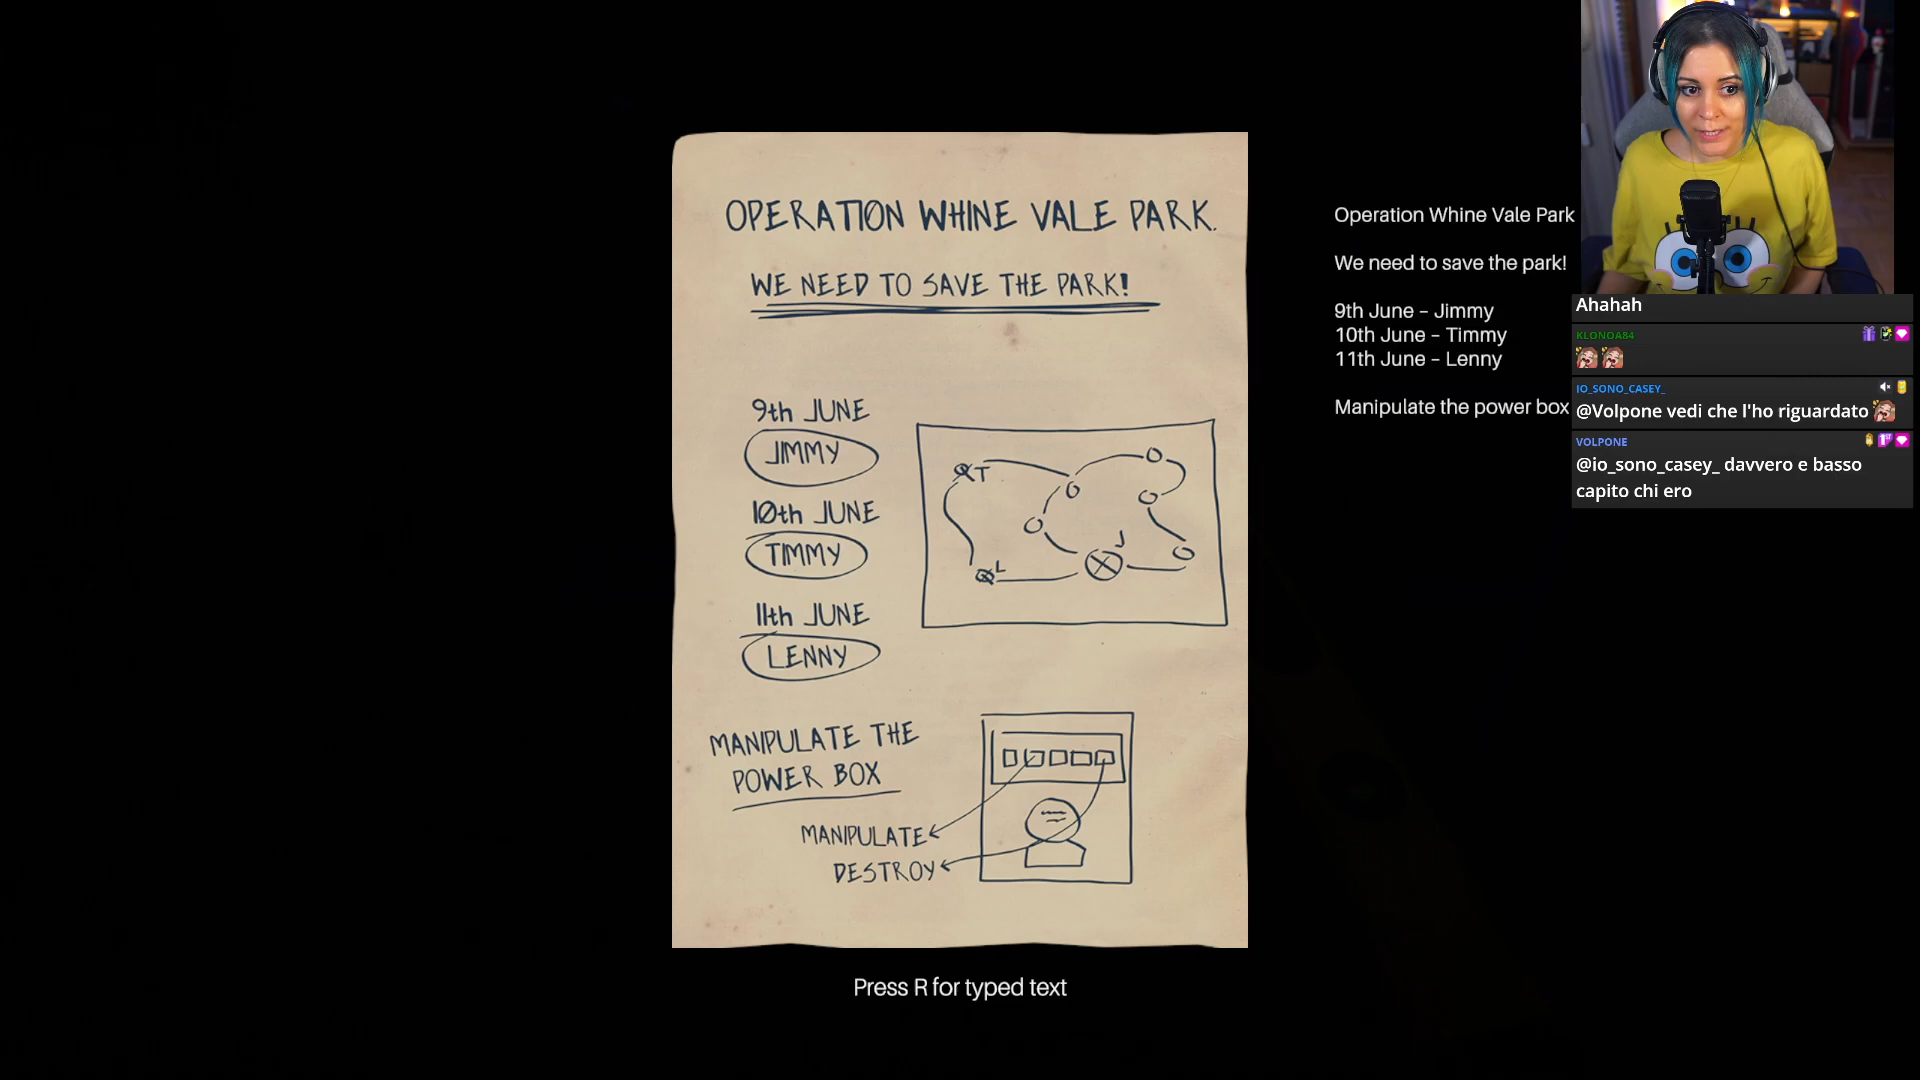 OPERATION WHINE VALE PARK.
WE NEED TO SAVE THE PARK!
9th JUNE
JIMMY
10th JUNE
TIMMY
11th JUNE
LENNY
T
J
L
MANIPULATE THE
POWER BOX
MANIPULATE
DESTROY
Press R for typed text
Operation Whine Vale Park
We need to save the park!
9th June – Jimmy
10th June – Timmy
11th June – Lenny
Manipulate the power box
Ahahah
KLONOA84
IO_SONO_CASEY_
@Volpone vedi che l'ho riguardato
VOLPONE
@io_sono_casey_ davvero e basso
capito chi ero